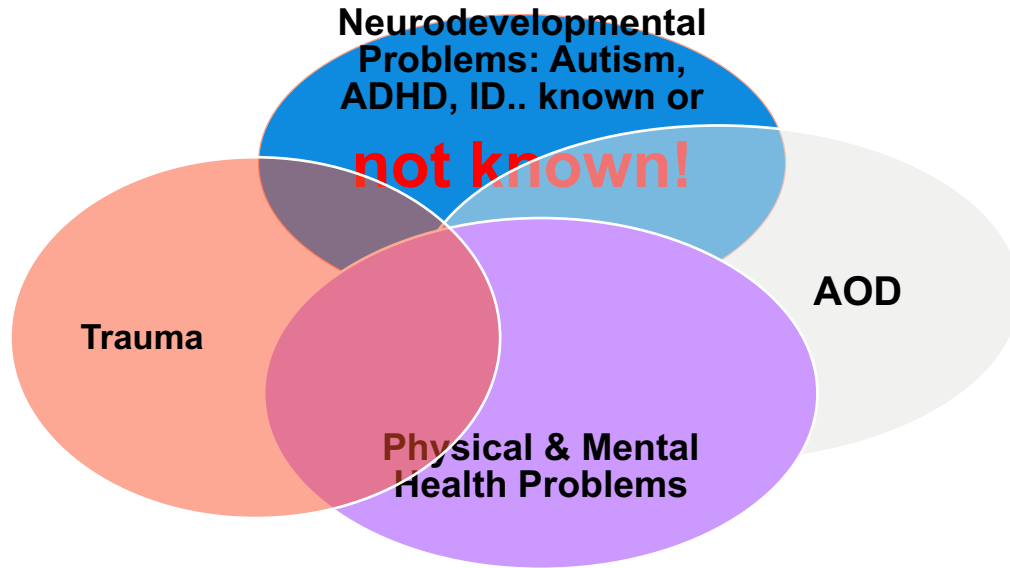 Neurodevelopmental
Problems: Autism,
ADHD, ID.. known or
not known!
AOD
Trauma
Physical & Mental
Health Problems